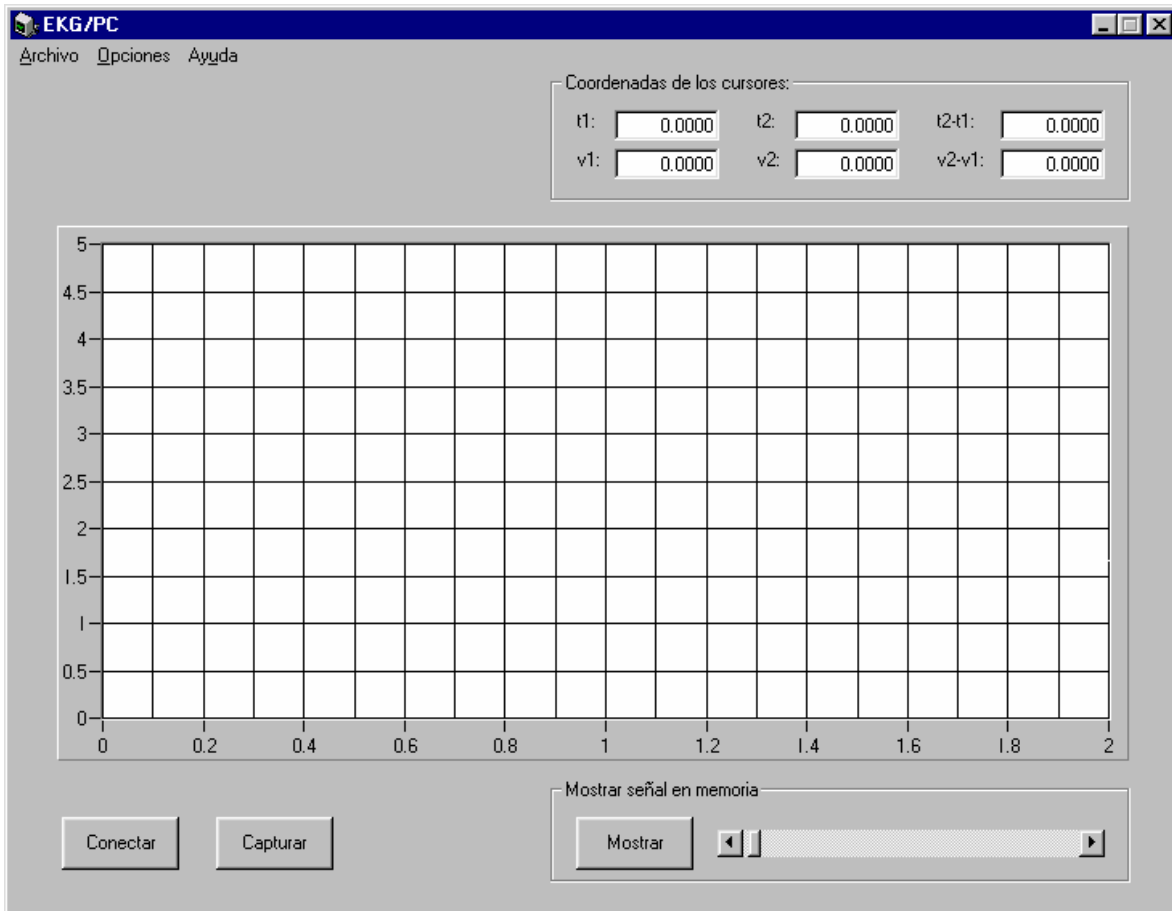 EKG/PC
Archivo Opciones Ayuda
Coordenadas de los cursores:
t1: 0.0000 t2: 0.0000 t2-t1: 0.0000
v1: 0.0000 v2: 0.0000 v2-v1: 0.0000
5
4.5
4
3.5
3
2.5
2
1.5
1
0.5
0
0 0.2 0.4 0.6 0.8 1 1.2 1.4 1.6 1.8 2
Mostrar señal en memoria
Conectar Capturar Mostrar